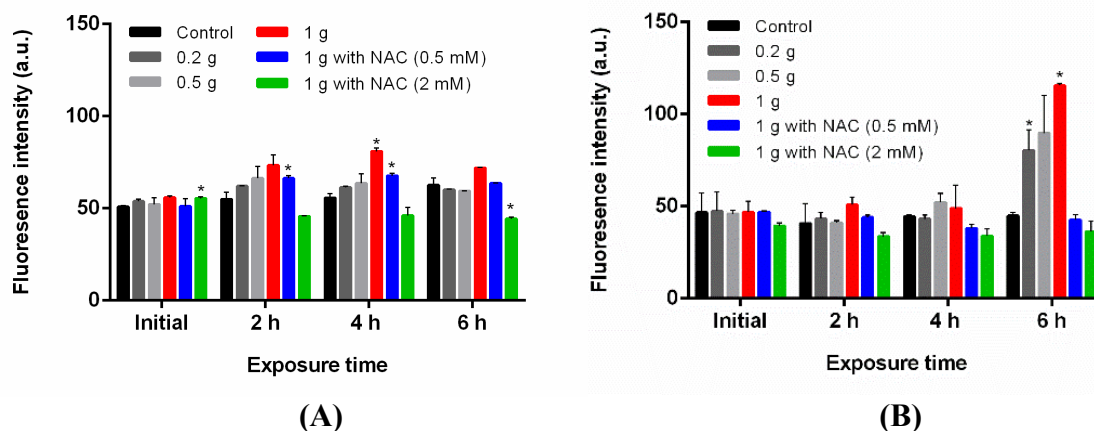 Fluoresence intensity (a.u.)
150
100
50
0
Control
0.2 g
0.5 g
1 g
1 g with NAC (0.5 mM)
1 g with NAC (2 mM)
* * * * *
Initial 2 h 4 h 6 h
Exposure time
(A)
Fluoresence intensity (a.u.)
150
100
50
0
Control
0.2 g
0.5 g
1 g
1 g with NAC (0.5 mM)
1 g with NAC (2 mM)
* *
Initial 2 h 4 h 6 h
Exposure time
(B)